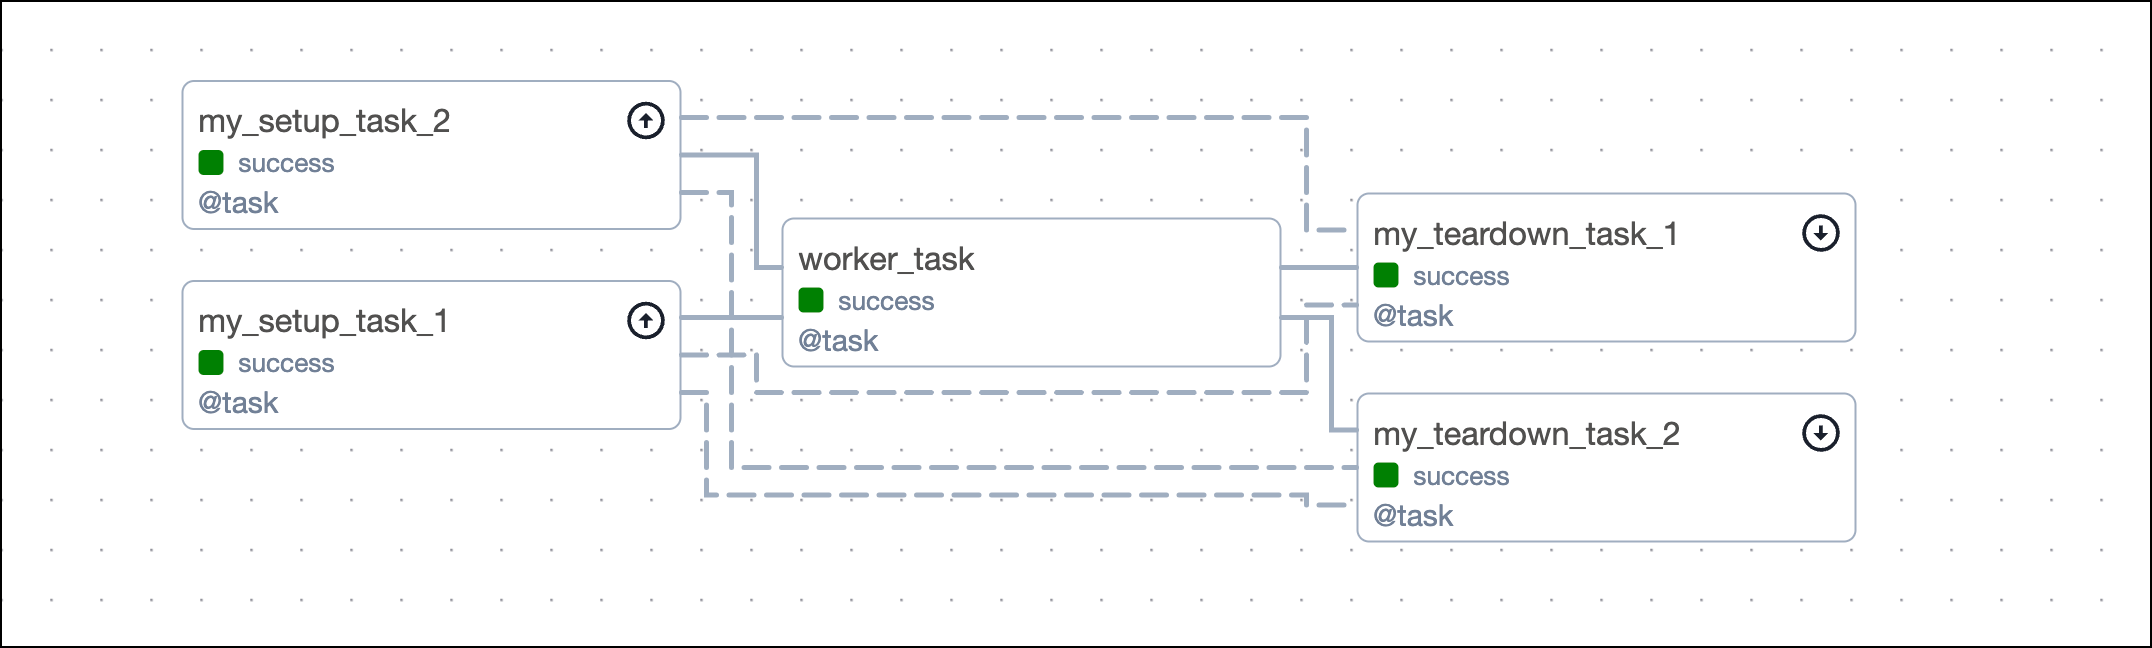 my_setup_task_2
success
@task
my_setup_task_1
success
@task
worker_task
success
@task
my_teardown_task_1
success
@task
my_teardown_task_2
success
@task